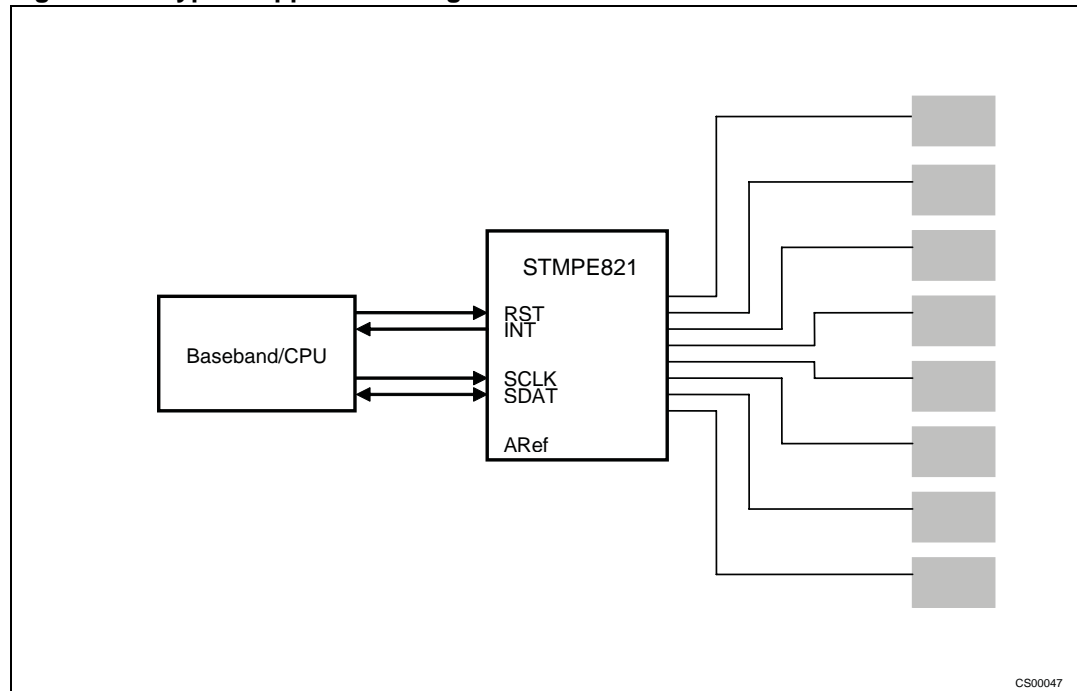 STMPE821
RST
INT
Baseband/CPU
SCLK
SDAT
ARef
CS00047